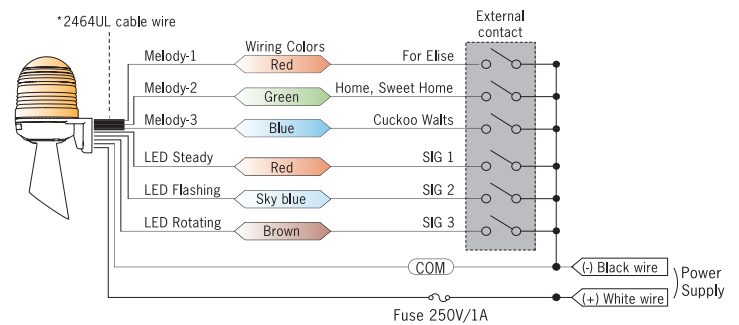 *2464UL cable wire
External
contact
Wiring Colors
Melody-1 Red For Elise
Melody-2 Green Home, Sweet Home
Melody-3 Blue Cuckoo Walts
LED Steady Red SIG 1
LED Flashing Sky blue SIG 2
LED Rotating Brown SIG 3
COM
(-) Black wire
(+) White wire
Power
Supply
Fuse 250V/1A